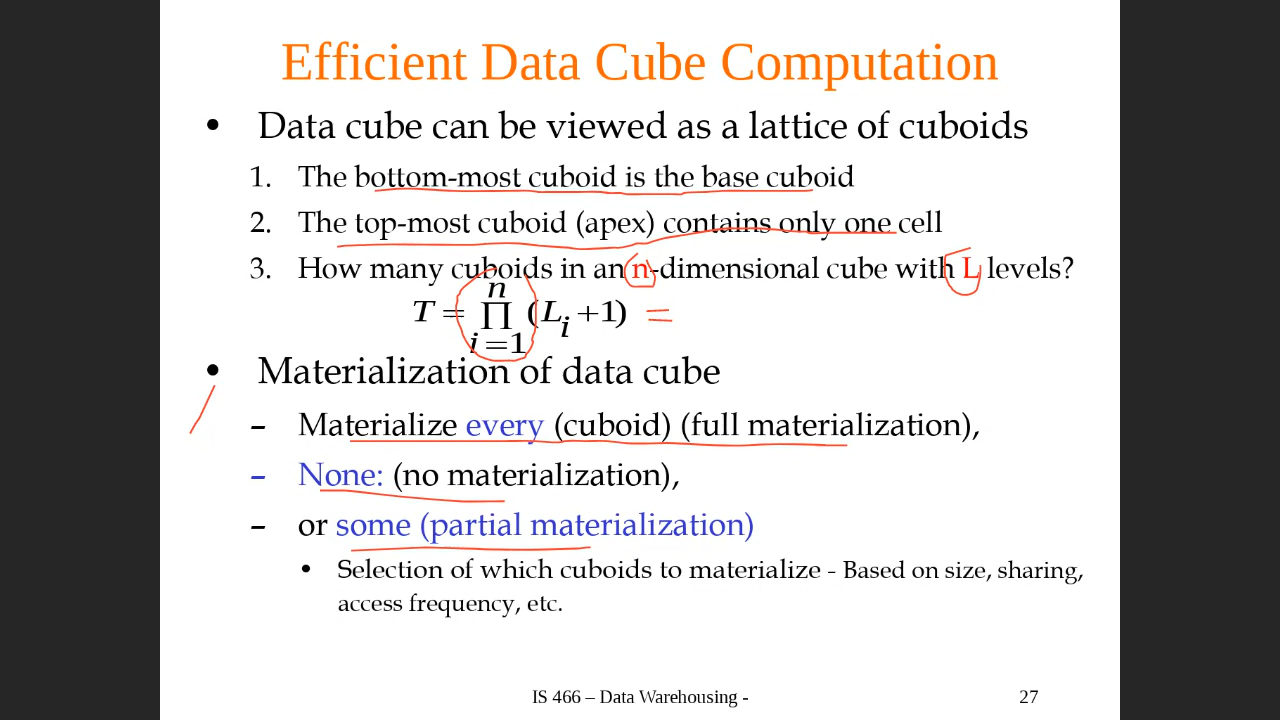 Efficient Data Cube Computation
• Data cube can be viewed as a lattice of cuboids
1. The bottom-most cuboid is the base cuboid
2. The top-most cuboid (apex) contains only one cell
3. How many cuboids in an n-dimensional cube with L levels?
T = ∏_{i=1}^{n} (L_i + 1) =
• Materialization of data cube
– Materialize every (cuboid) (full materialization),
– None: (no materialization),
– or some (partial materialization)
• Selection of which cuboids to materialize - Based on size, sharing,
access frequency, etc.
IS 466 – Data Warehousing - 27